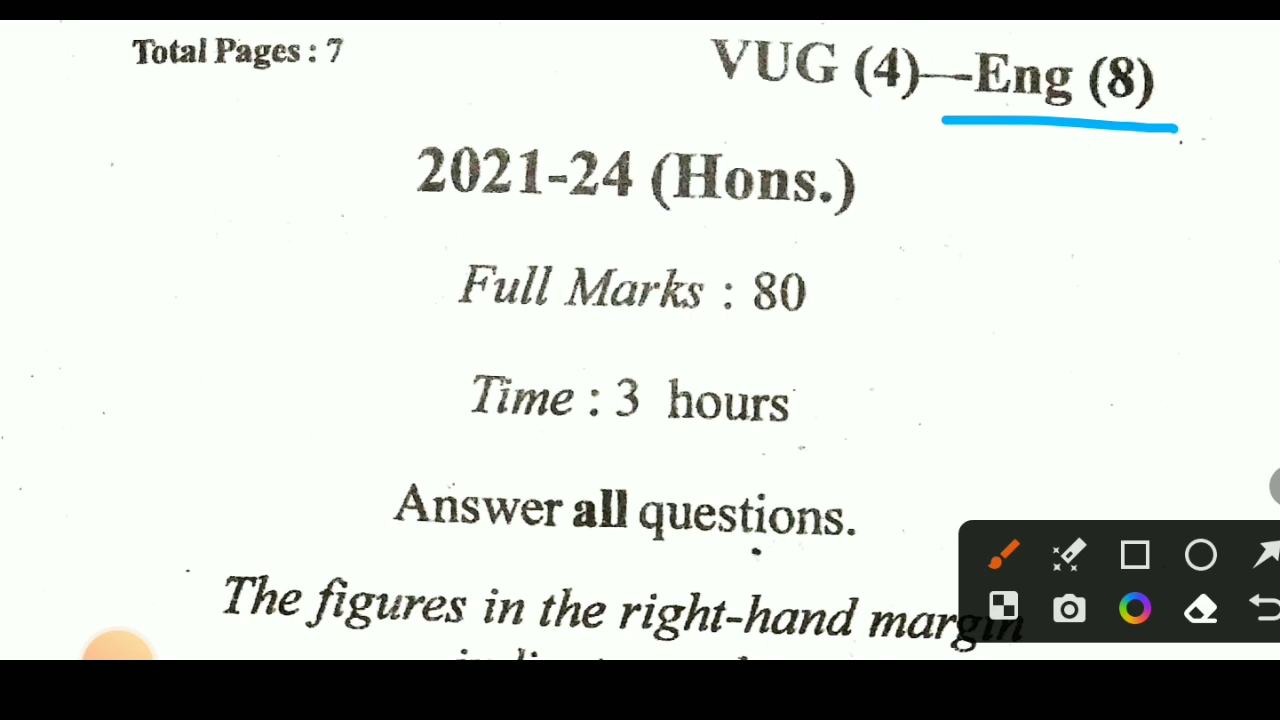 Total Pages : 7
VUG (4)—Eng (8)
2021-24 (Hons.)
Full Marks : 80
Time : 3 hours
Answer all questions.
The figures in the right-hand margin